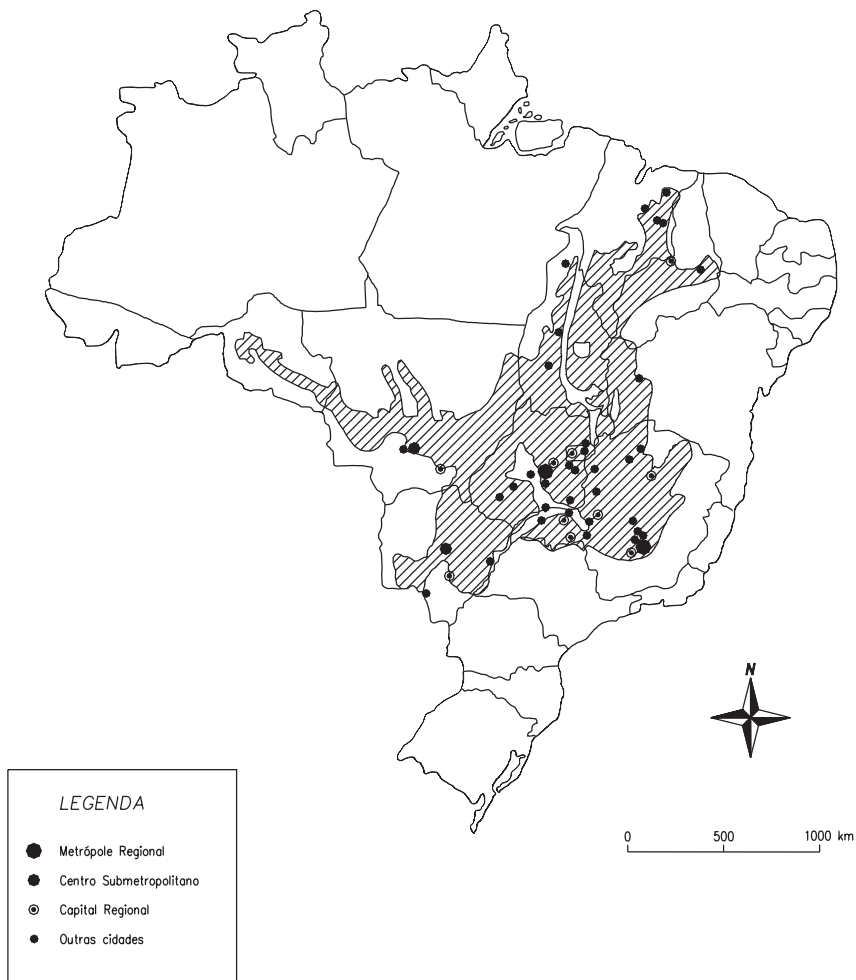 N
0 500 1000 km
LEGENDA
Metrópole Regional
Centro Submetropolitano
Capital Regional
Outras cidades